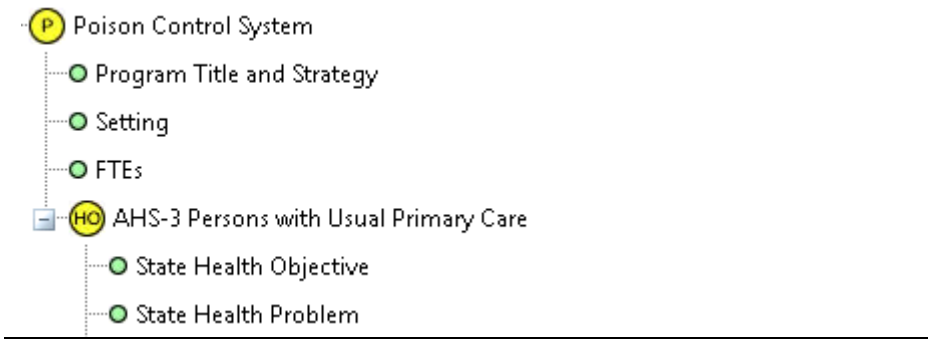 P Poison Control System
Program Title and Strategy
Setting
FTEs
HO AHS-3 Persons with Usual Primary Care
State Health Objective
State Health Problem